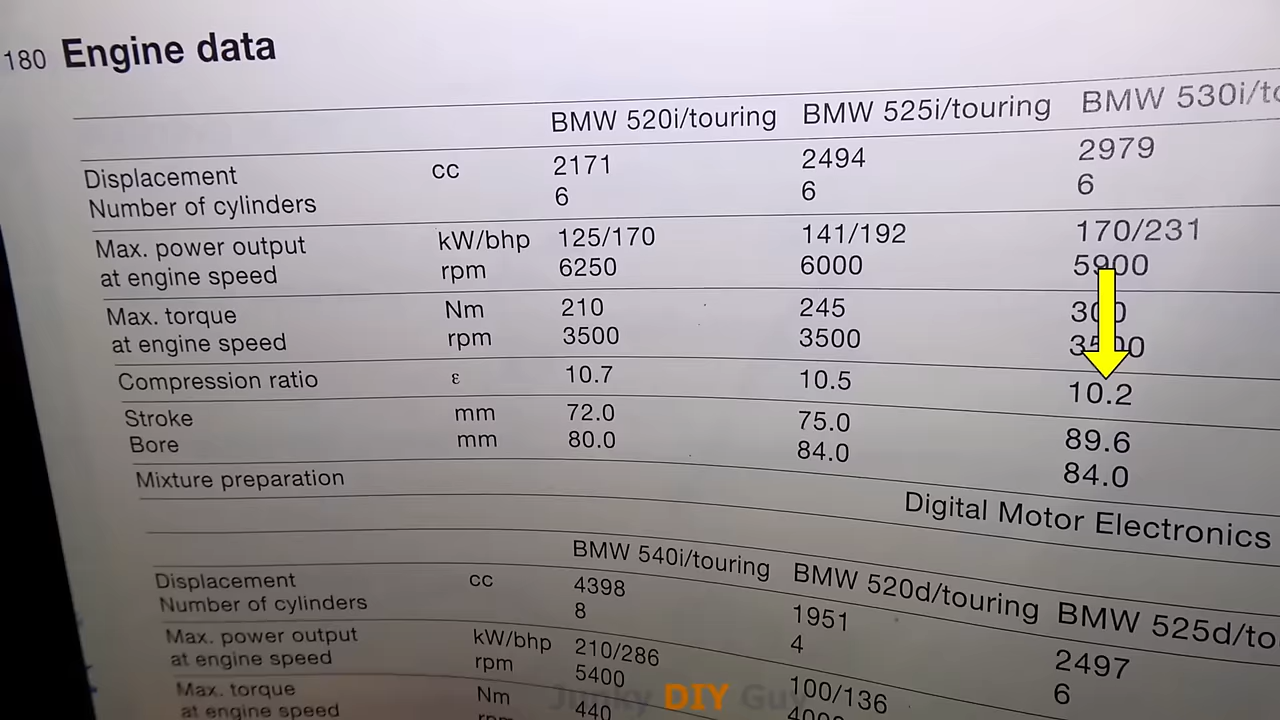 180 Engine data
BMW 520i/touring BMW 525i/touring BMW 530i/to
Displacement cc 2171 2494 2979
Number of cylinders 6 6 6
Max. power output kW/bhp 125/170 141/192 170/231
at engine speed rpm 6250 6000 5900
Max. torque Nm 210 245 300
at engine speed rpm 3500 3500 3500
Compression ratio ε 10.7 10.5 10.2
Stroke mm 72.0 75.0 89.6
Bore mm 80.0 84.0 84.0
Mixture preparation Digital Motor Electronics
BMW 540i/touring BMW 520d/touring BMW 525d/to
Displacement cc 4398 1951 2497
Number of cylinders 8 4 6
Max. power output kW/bhp 210/286 100/136
at engine speed rpm 5400 4000
Max. torque Nm 440
at engine speed rpm
Junky DIY Guy